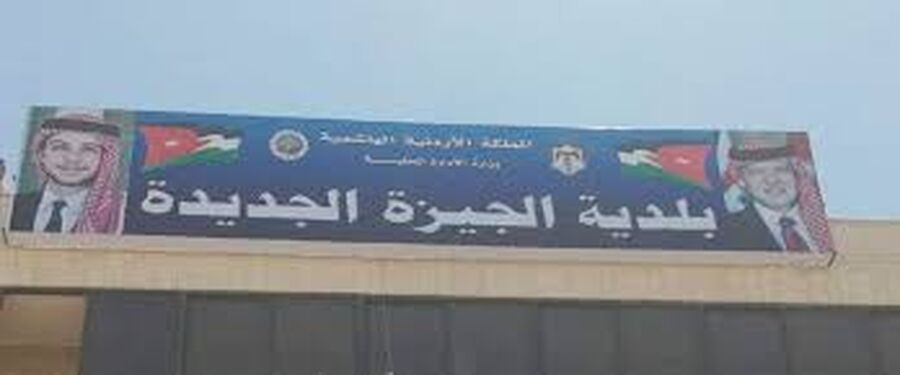 المملكة الأردنية الهاشمية
وزارة الإدارة المحلية
بلدية الجيزة الجديدة